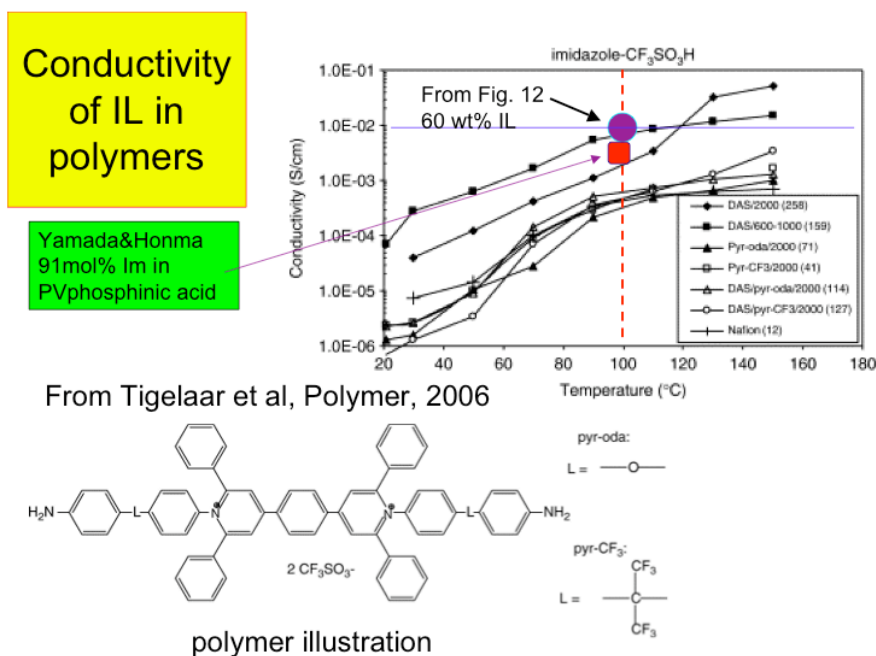 Conductivity
of IL in
polymers
Yamada&Honma
91mol% Im in
PVphosphinic acid
imidazole-CF₃SO₃H
From Fig. 12
60 wt% IL
Conductivity (S/cm)
1.0E-01
1.0E-02
1.0E-03
1.0E-04
1.0E-05
1.0E-06
20 40 60 80 100 120 140 160 180
Temperature (°C)
DAS/2000 (258)
DAS/600-1000 (159)
Pyr-oda/2000 (71)
Pyr-CF3/2000 (41)
DAS/pyr-oda/2000 (114)
DAS/pyr-CF3/2000 (127)
Nafion (12)
From Tigelaar et al, Polymer, 2006
H₂N L N⊕ N⊕ L NH₂
2 CF₃SO₃-
pyr-oda:
L = O
pyr-CF₃:
CF₃
L = C
CF₃
polymer illustration